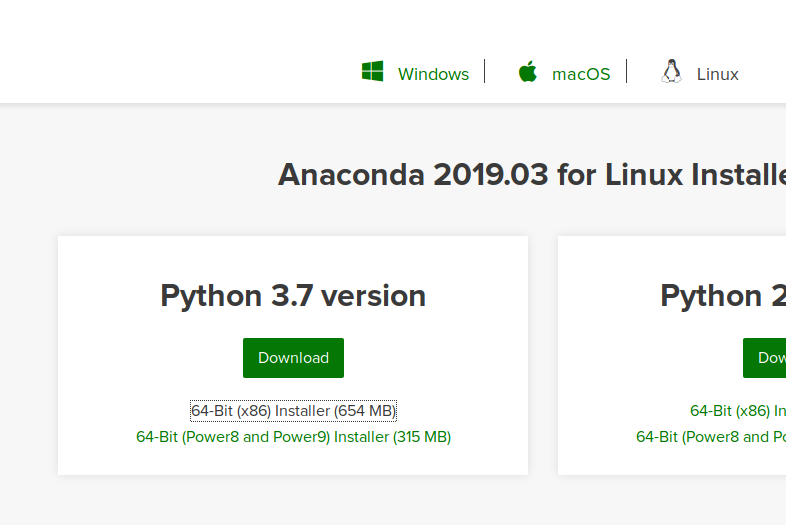 Windows macOS Linux
Anaconda 2019.03 for Linux Installe
Python 3.7 version
Download
64-Bit (x86) Installer (654 MB)
64-Bit (Power8 and Power9) Installer (315 MB)
Python 2
Dow
64-Bit (x86) In
64-Bit (Power8 and Po